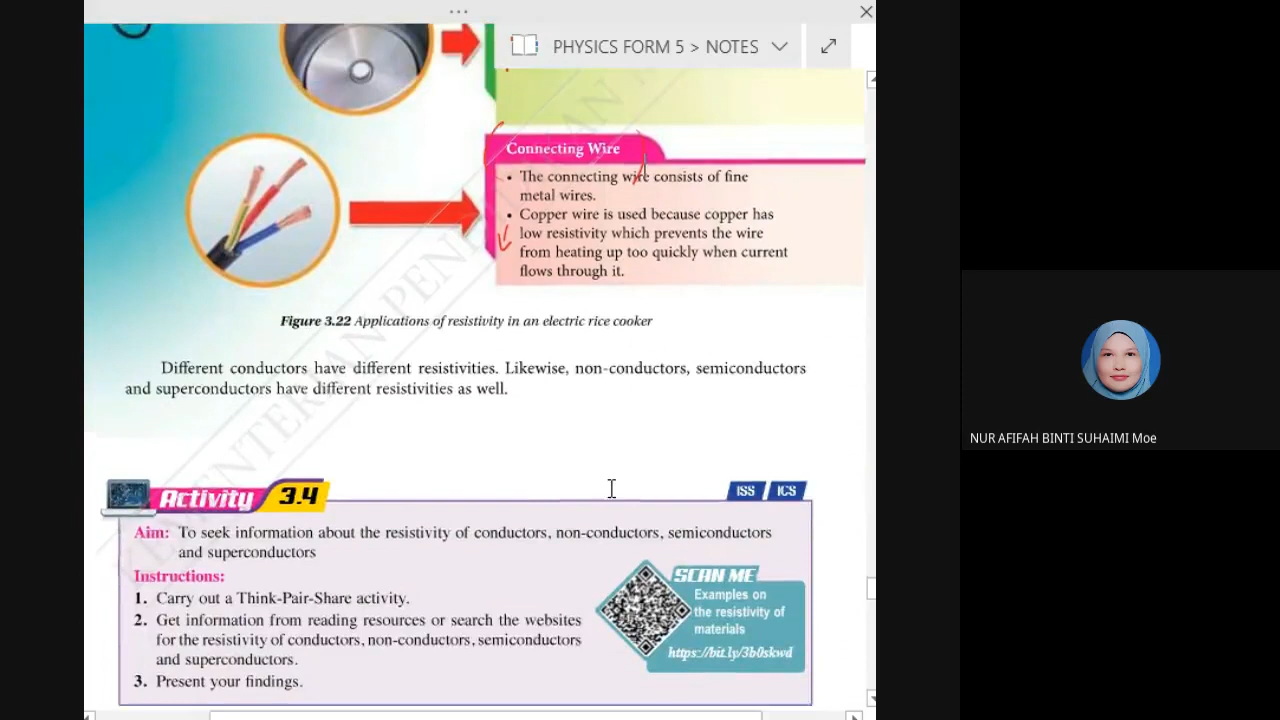 PHYSICS FORM 5 > NOTES
Connecting Wire
• The connecting wire consists of fine
metal wires.
• Copper wire is used because copper has
low resistivity which prevents the wire
from heating up too quickly when current
flows through it.
Figure 3.22 Applications of resistivity in an electric rice cooker
Different conductors have different resistivities. Likewise, non-conductors, semiconductors
and superconductors have different resistivities as well.
Activity 3.4
ISS ICS
Aim: To seek information about the resistivity of conductors, non-conductors, semiconductors
and superconductors
Instructions:
1. Carry out a Think-Pair-Share activity.
2. Get information from reading resources or search the websites
for the resistivity of conductors, non-conductors, semiconductors
and superconductors.
3. Present your findings.
SCAN ME
Examples on
the resistivity of
materials
https://bit.ly/3b0skwd
NUR AFIFAH BINTI SUHAIMI Moe